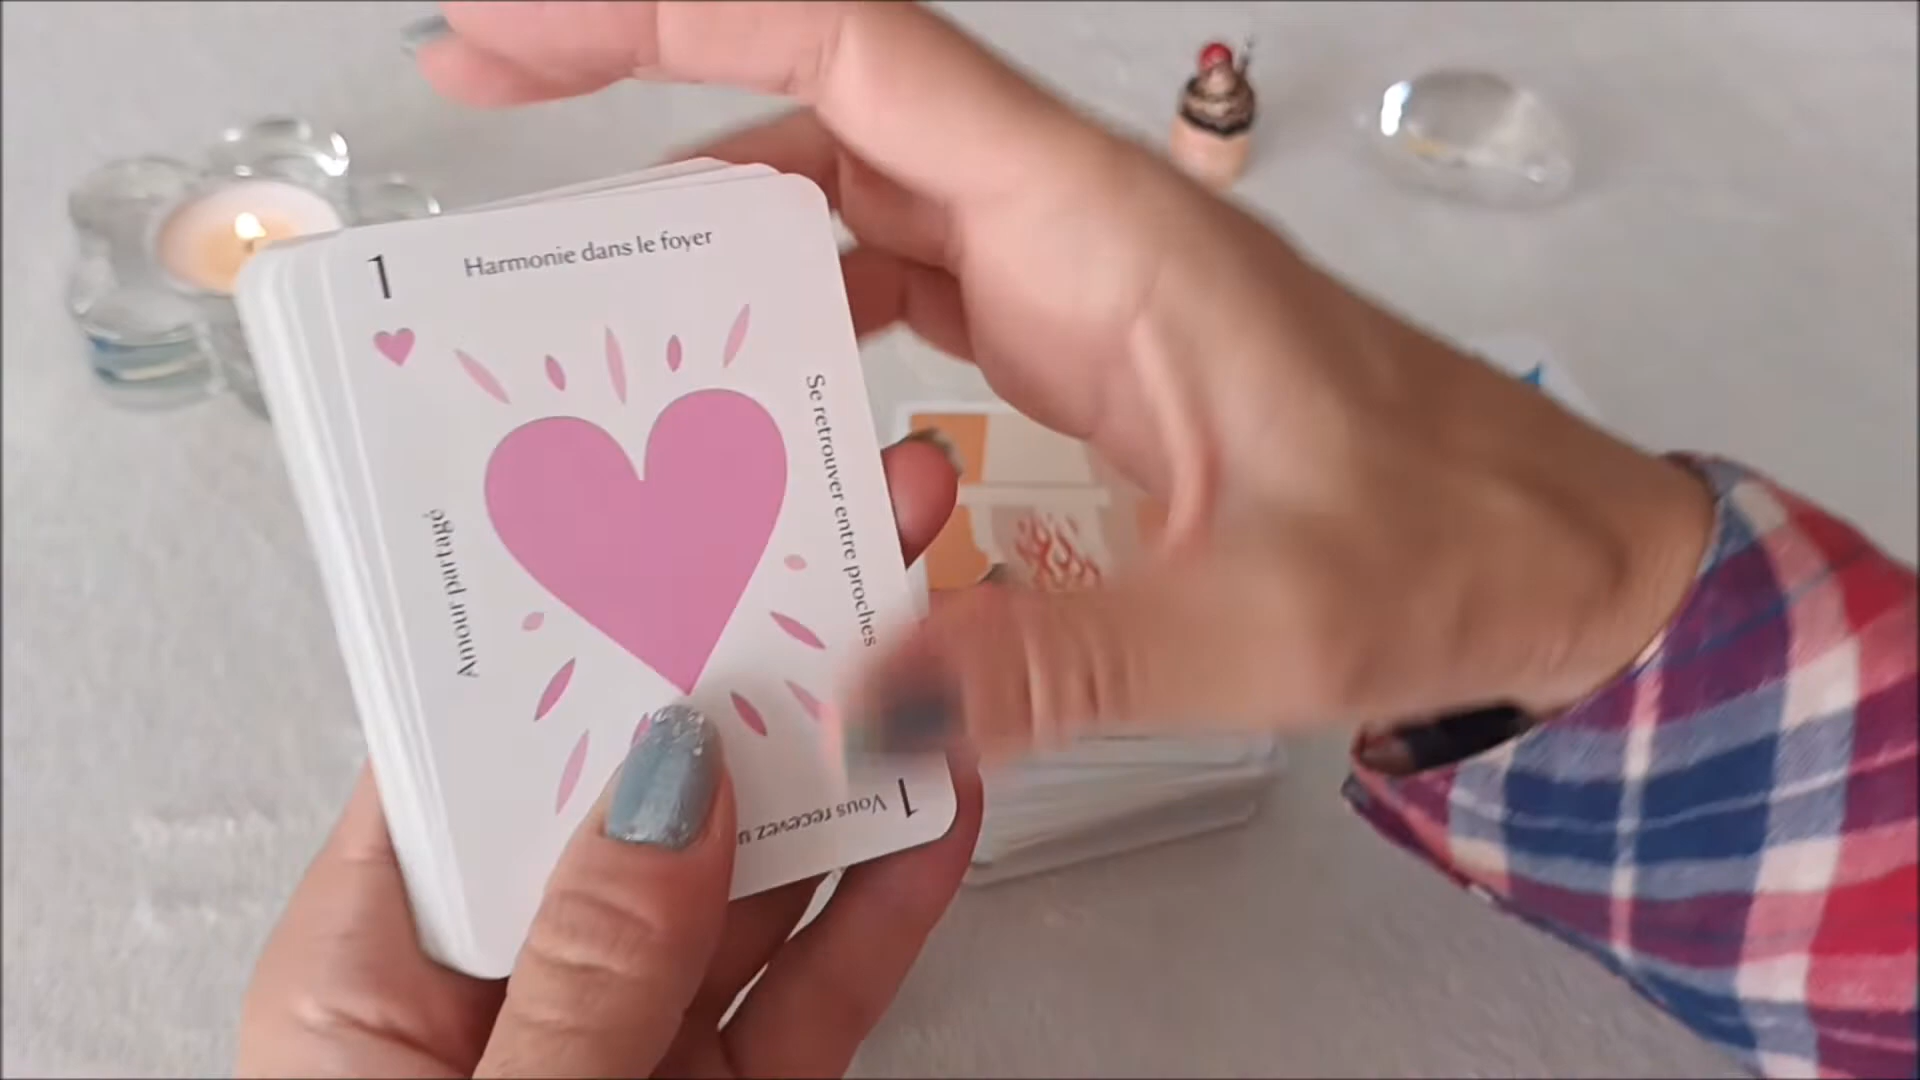 1
Harmonie dans le foyer
Se retrouver entre proches
Amour partagé
1
Vous recevez u